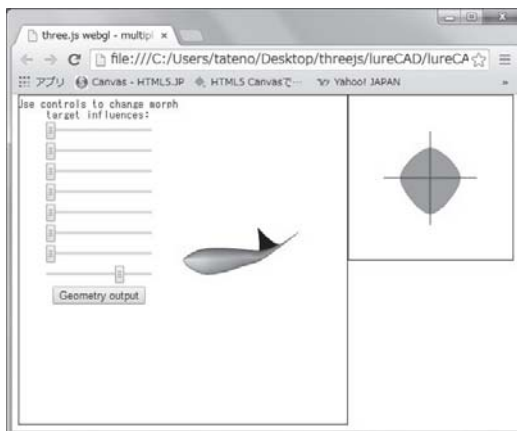 three.js webgl - multipl
file:///C:/Users/tateno/Desktop/threejs/lureCAD/lureCA
アプリ Canvas - HTML5.JP HTML5 Canvasで… Yahoo! JAPAN »
Use controls to change morph
target influences:
Geometry output